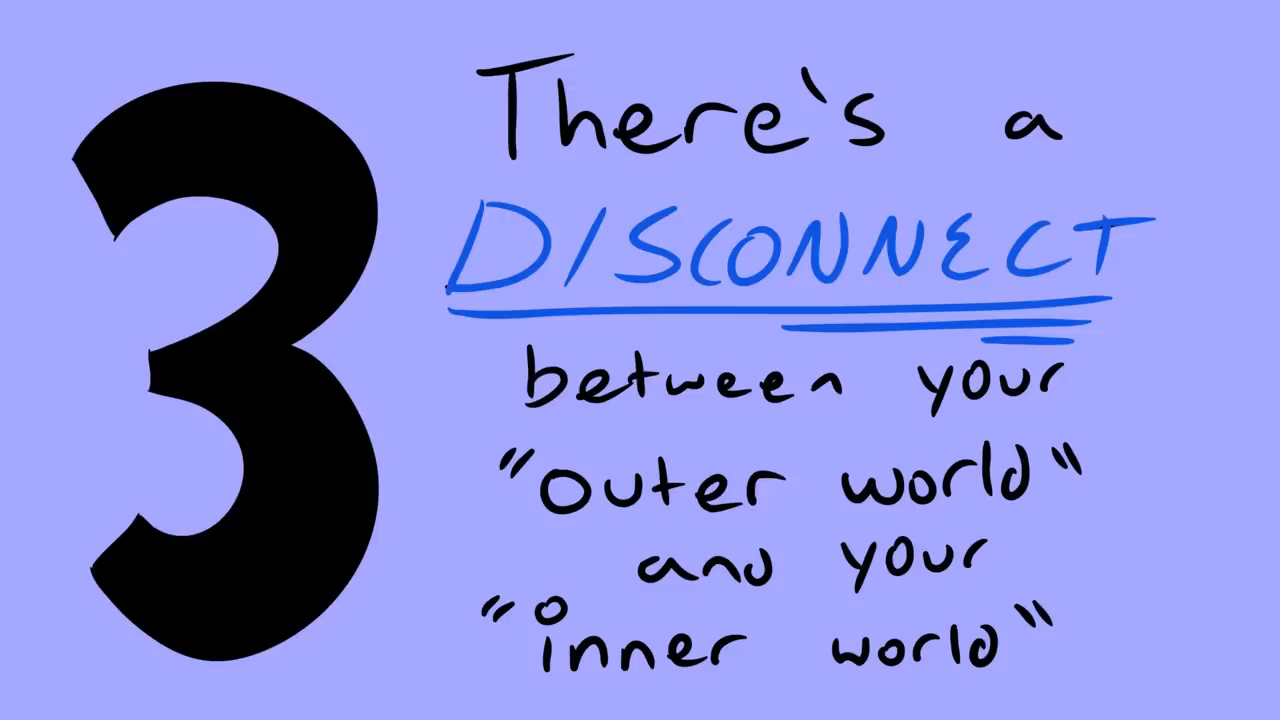 3
There's a
DISCONNECT
between your
"outer world"
and your
"inner world"